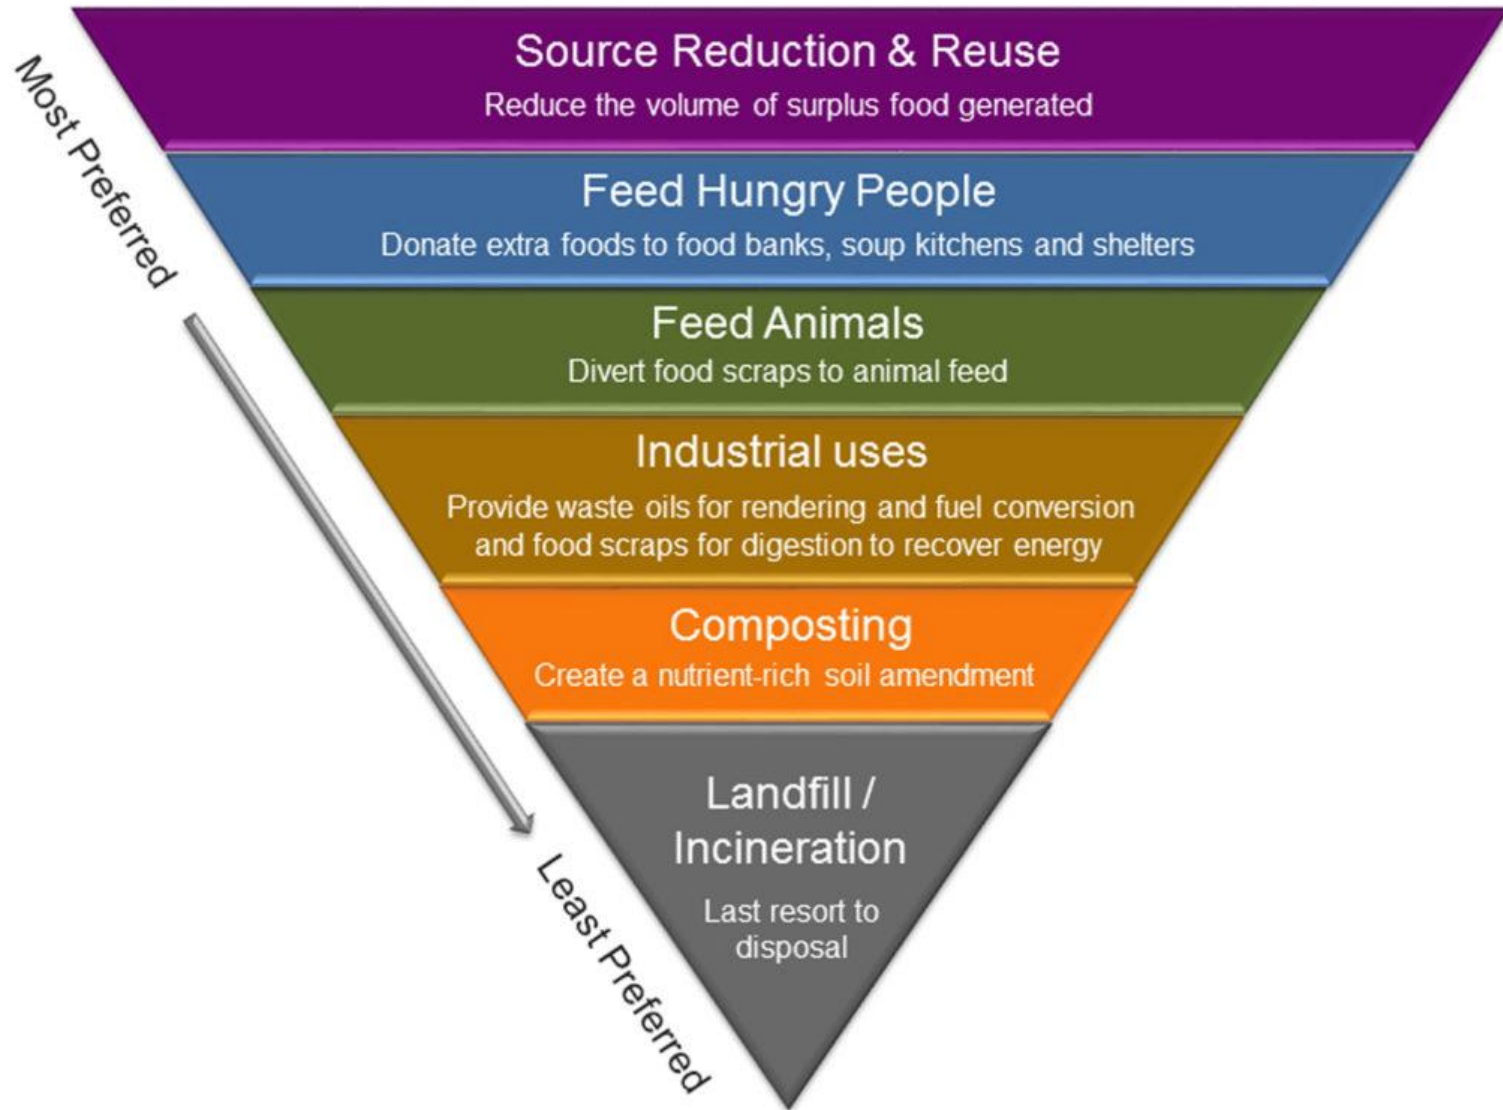 Source Reduction & Reuse
Reduce the volume of surplus food generated
Most Preferred
Feed Hungry People
Donate extra foods to food banks, soup kitchens and shelters
Feed Animals
Divert food scraps to animal feed
Industrial uses
Provide waste oils for rendering and fuel conversion
and food scraps for digestion to recover energy
Composting
Create a nutrient-rich soil amendment
Landfill /
Incineration
Last resort to
disposal
Least Preferred